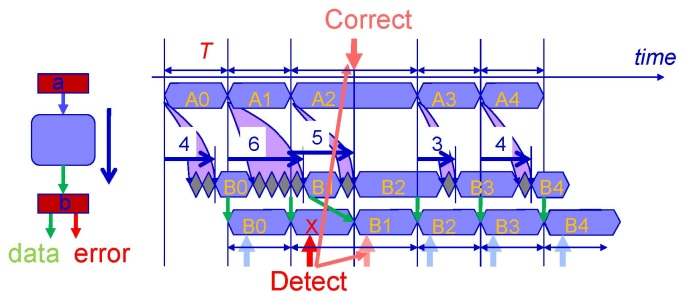 Correct
T
time
a
A0 A1 A2 A3 A4
4 6 5 3 4
B0 B1 B2 B3 B4
b
B0 X B1 B2 B3 B4
data error
Detect